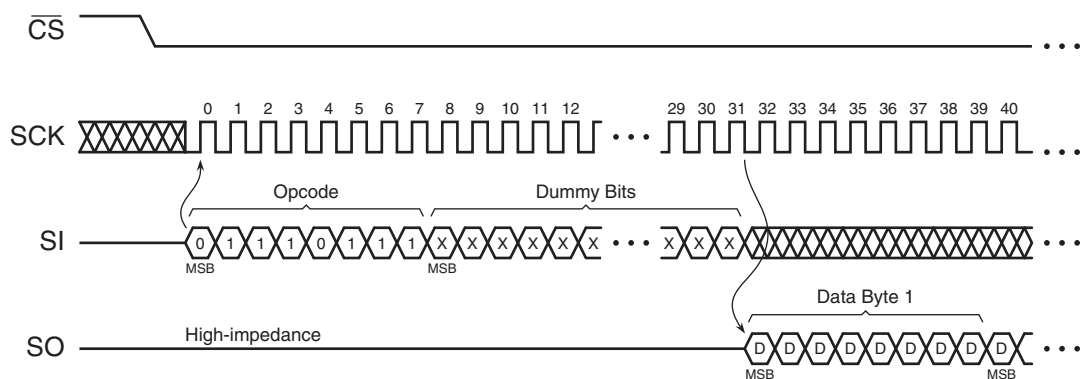 CS
0 1 2 3 4 5 6 7 8 9 10 11 12 29 30 31 32 33 34 35 36 37 38 39 40
SCK
Opcode Dummy Bits
SI 0 1 1 1 0 1 1 1 X X X X X X X X X
MSB MSB
Data Byte 1
High-impedance
SO D D D D D D D D D
MSB MSB